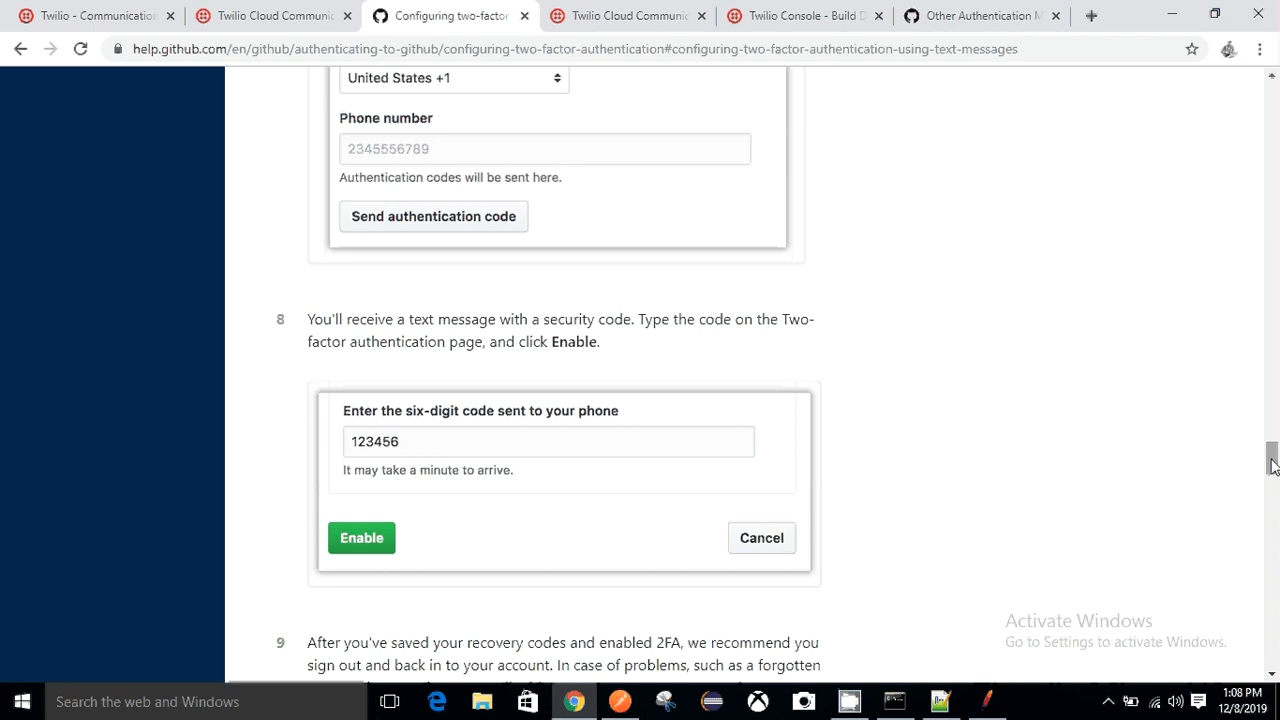 Twilio - Communication
Twilio Cloud Communic
Configuring two-factor
Twilio Cloud Communic
Twilio Console - Build D
Other Authentication M
help.github.com/en/github/authenticating-to-github/configuring-two-factor-authentication#configuring-two-factor-authentication-using-text-messages
United States +1
Phone number
2345556789
Authentication codes will be sent here.
Send authentication code
8 You'll receive a text message with a security code. Type the code on the Two-
factor authentication page, and click Enable.
Enter the six-digit code sent to your phone
123456
It may take a minute to arrive.
Enable
Cancel
Activate Windows
Go to Settings to activate Windows.
9 After you've saved your recovery codes and enabled 2FA, we recommend you
sign out and back in to your account. In case of problems, such as a forgotten
Search the web and Windows
1:08 PM
12/8/2019